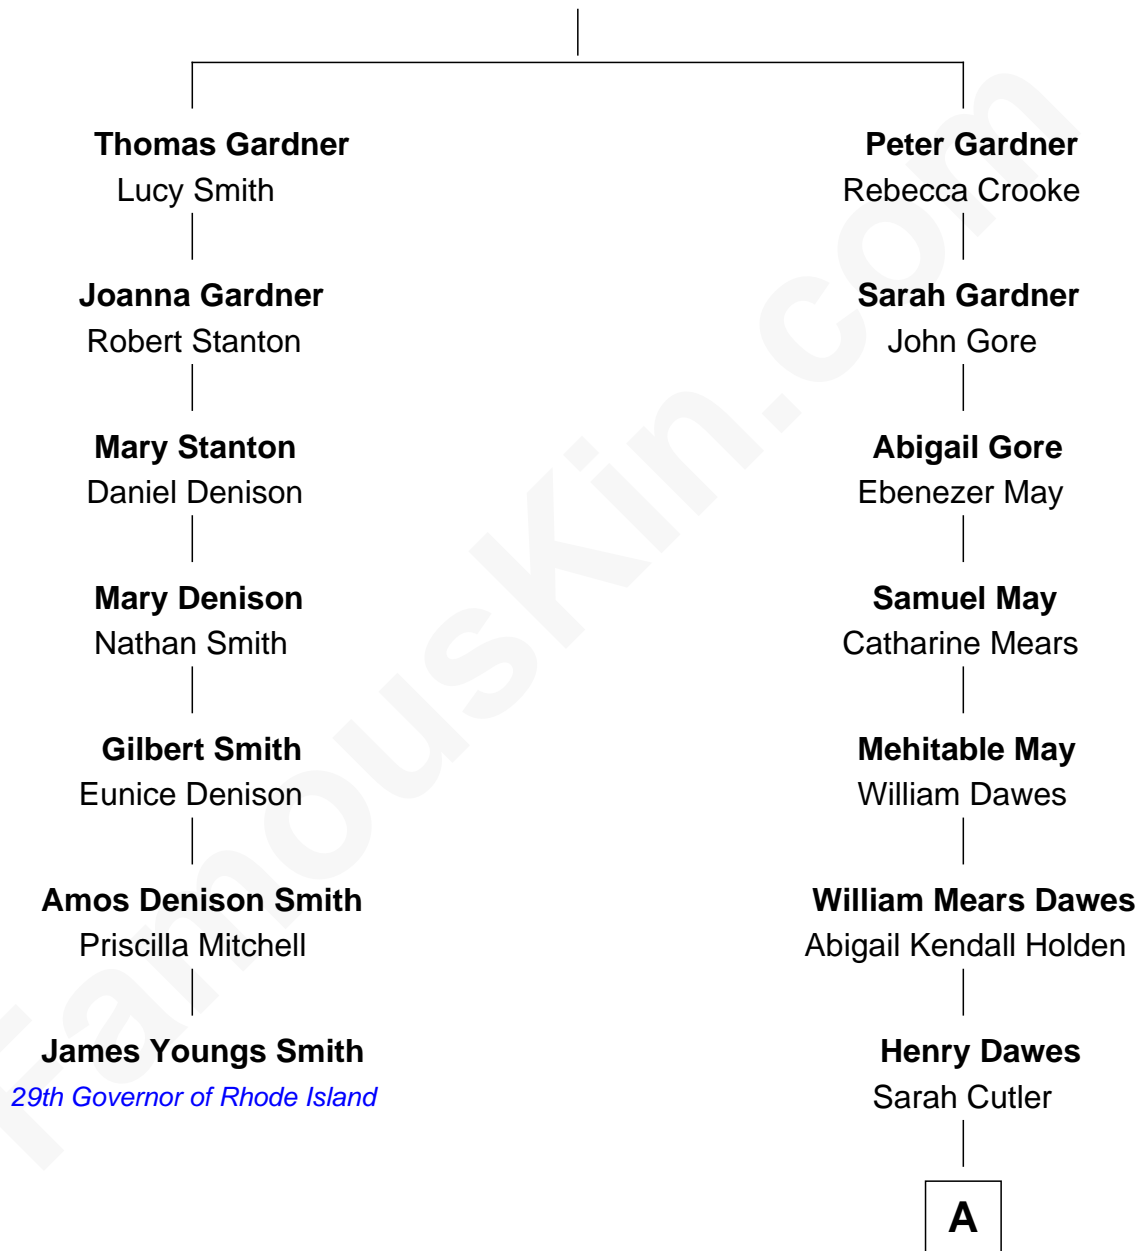 Thomas Gardner
Lucy Smith
Joanna Gardner
Robert Stanton
Mary Stanton
Daniel Denison
Mary Denison
Nathan Smith
Gilbert Smith
Eunice Denison
Amos Denison Smith
Priscilla Mitchell
James Youngs Smith
29th Governor of Rhode Island
Peter Gardner
Rebecca Crooke
Sarah Gardner
John Gore
Abigail Gore
Ebenezer May
Samuel May
Catharine Mears
Mehitable May
William Dawes
William Mears Dawes
Abigail Kendall Holden
Henry Dawes
Sarah Cutler
A
FamousKin.com